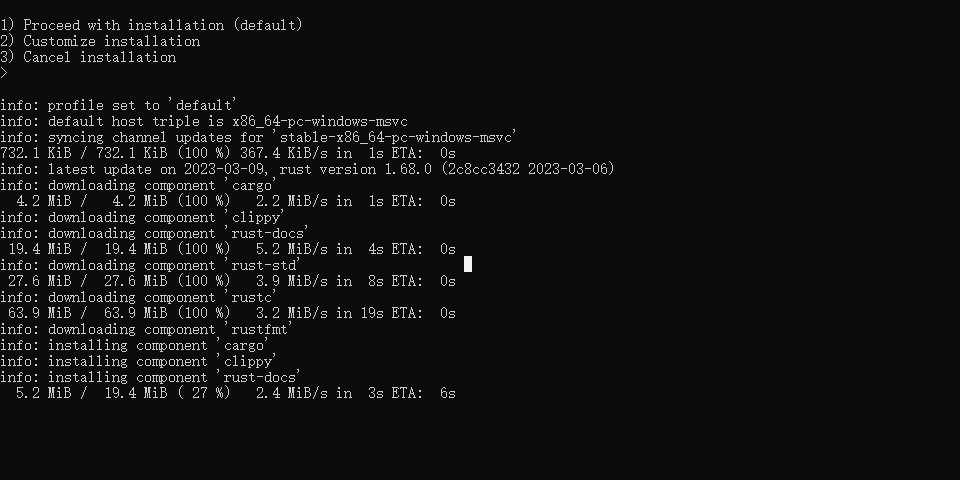 1) Proceed with installation (default)
2) Customize installation
3) Cancel installation
>
info: profile set to 'default'
info: default host triple is x86_64-pc-windows-msvc
info: syncing channel updates for 'stable-x86_64-pc-windows-msvc'
732.1 KiB / 732.1 KiB (100 %) 367.4 KiB/s in  1s ETA:  0s
info: latest update on 2023-03-09, rust version 1.68.0 (2c8cc3432 2023-03-06)
info: downloading component 'cargo'
  4.2 MiB /   4.2 MiB (100 %)   2.2 MiB/s in  1s ETA:  0s
info: downloading component 'clippy'
info: downloading component 'rust-docs'
 19.4 MiB /  19.4 MiB (100 %)   5.2 MiB/s in  4s ETA:  0s
info: downloading component 'rust-std'
 27.6 MiB /  27.6 MiB (100 %)   3.9 MiB/s in  8s ETA:  0s
info: downloading component 'rustc'
 63.9 MiB /  63.9 MiB (100 %)   3.2 MiB/s in 19s ETA:  0s
info: downloading component 'rustfmt'
info: installing component 'cargo'
info: installing component 'clippy'
info: installing component 'rust-docs'
  5.2 MiB /  19.4 MiB ( 27 %)   2.4 MiB/s in  3s ETA:  6s